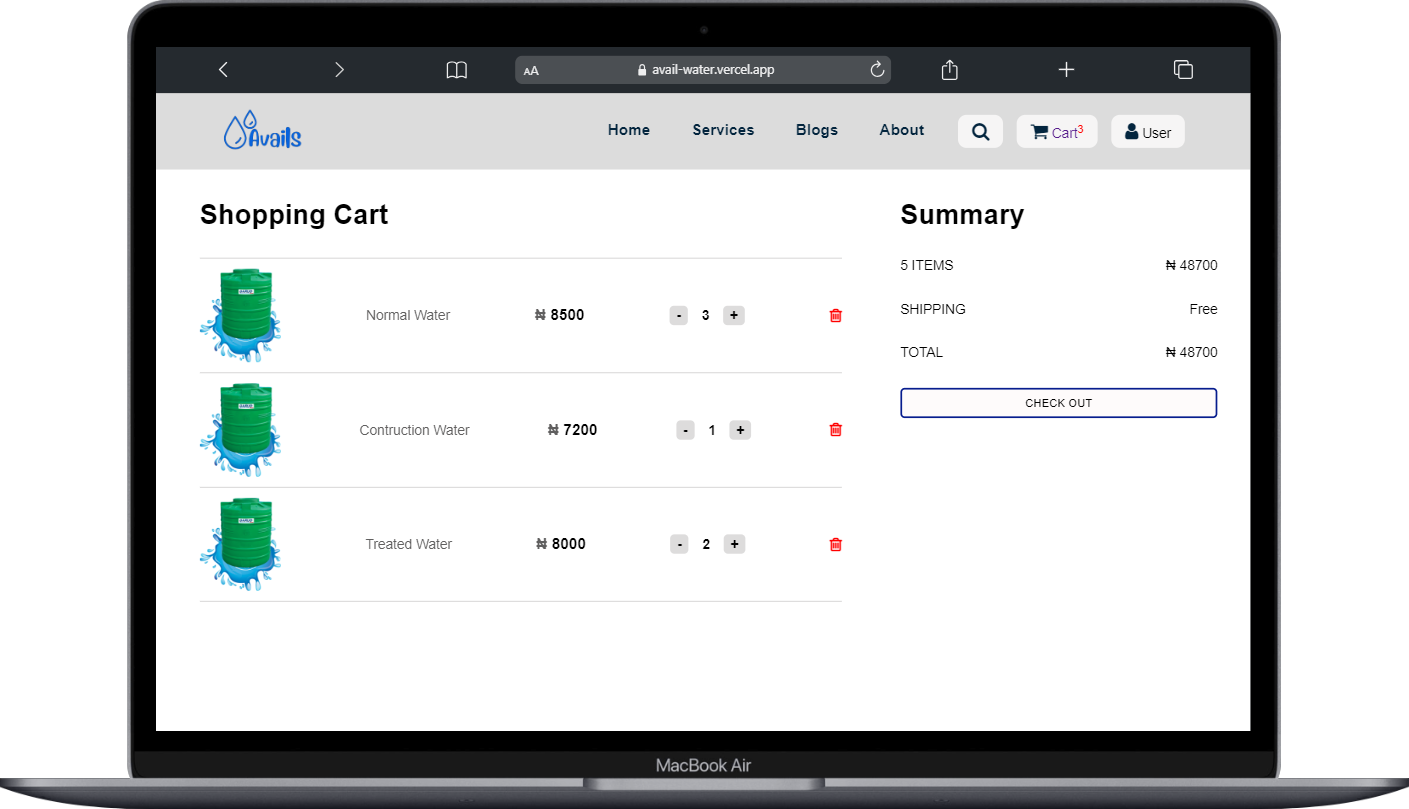 AA avail-water.vercel.app
Avails
Home Services Blogs About Cart3 User
Shopping Cart
Normal Water ₦ 8500 - 3 +
Contruction Water ₦ 7200 - 1 +
Treated Water ₦ 8000 - 2 +
Summary
5 ITEMS ₦ 48700
SHIPPING Free
TOTAL ₦ 48700
CHECK OUT
MacBook Air